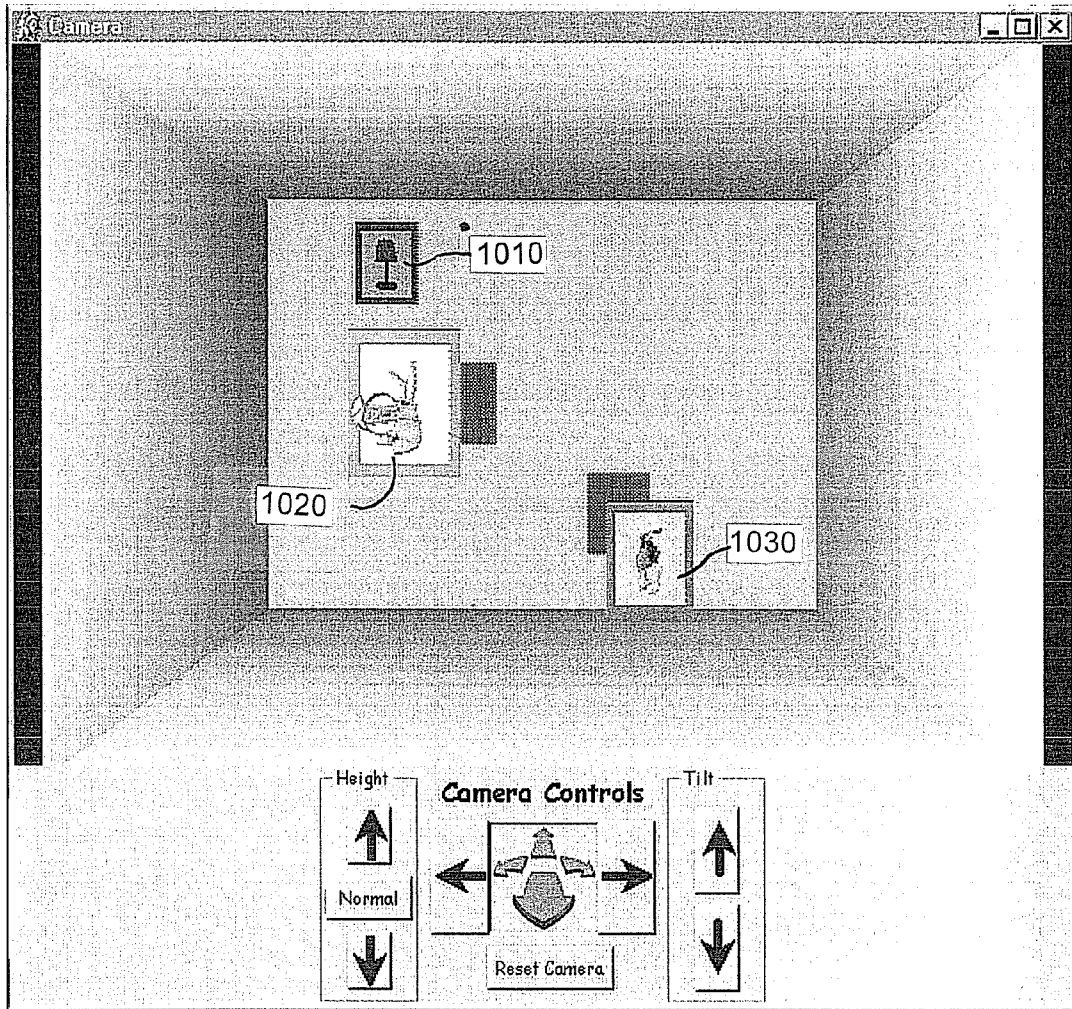 Camera
1010
1020
1030
Height
Camera Controls
Tilt
Normal
Reset Camera